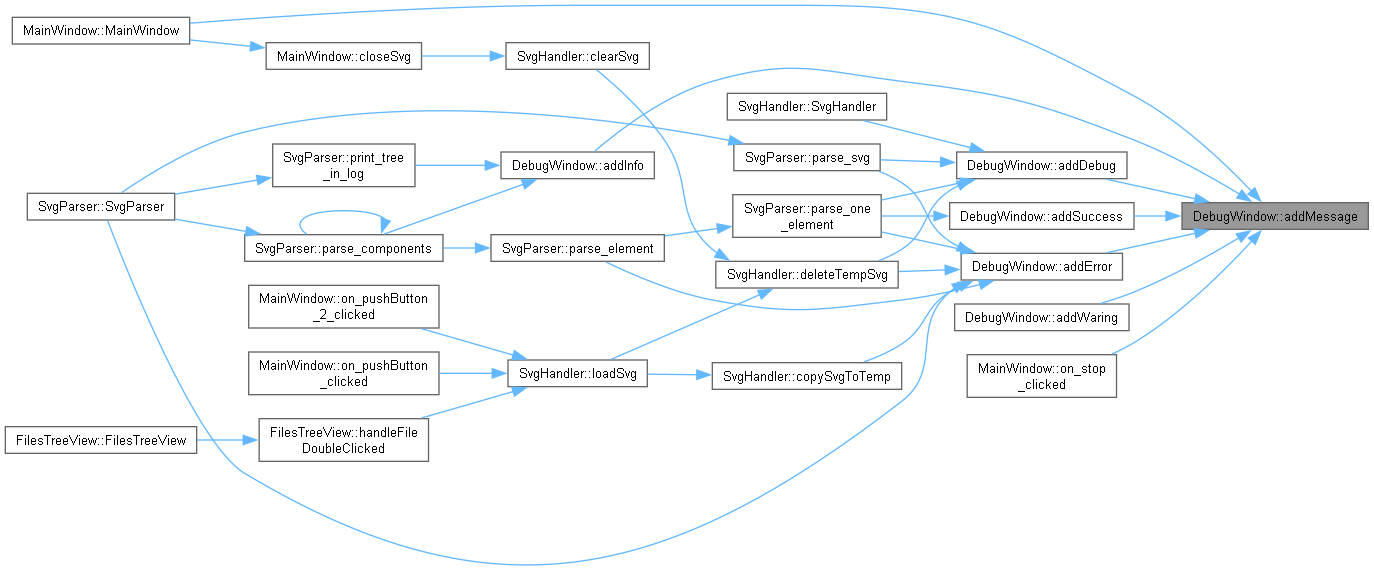 MainWindow::MainWindow
MainWindow::closeSvg
SvgHandler::clearSvg
SvgHandler::SvgHandler
SvgParser::print_tree
_in_log
DebugWindow::addInfo
SvgParser::parse_svg
DebugWindow::addDebug
SvgParser::SvgParser
SvgParser::parse_one
_element
DebugWindow::addSuccess
DebugWindow::addMessage
SvgParser::parse_components
SvgParser::parse_element
SvgHandler::deleteTempSvg
DebugWindow::addError
MainWindow::on_pushButton
_2_clicked
DebugWindow::addWaring
MainWindow::on_pushButton
_clicked
SvgHandler::loadSvg
SvgHandler::copySvgToTemp
MainWindow::on_stop
_clicked
FilesTreeView::FilesTreeView
FilesTreeView::handleFile
DoubleClicked